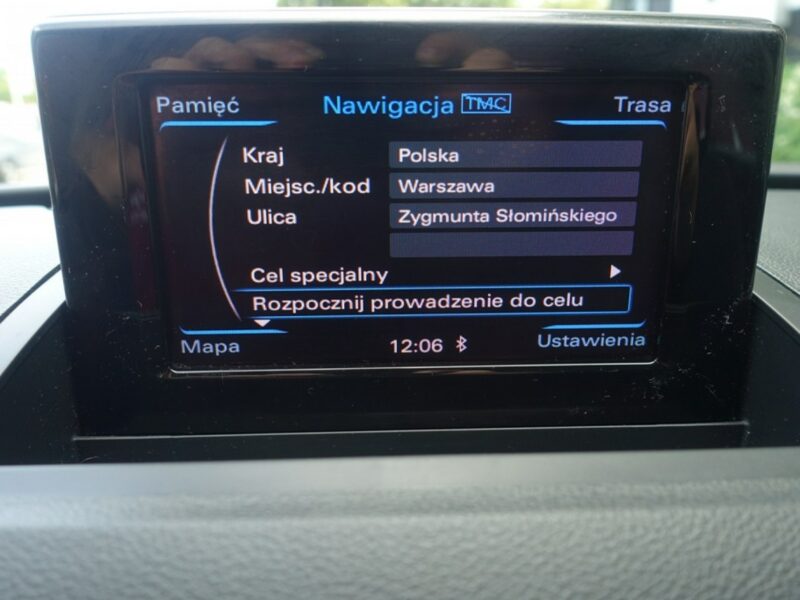 Pamięć Nawigacja TMC Trasa
Kraj Polska
Miejsc./kod Warszawa
Ulica Zygmunta Słomińskiego
Cel specjalny
Rozpocznij prowadzenie do celu
Mapa 12:06 Ustawienia